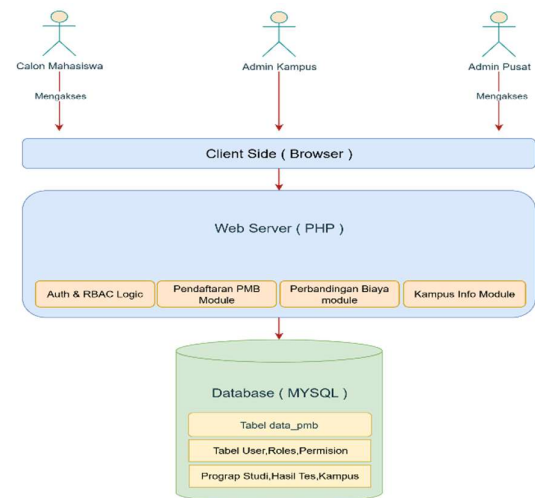 Calon Mahasiswa
Admin Kampus
Admin Pusat
Mengakses
Mengakses
Client Side ( Browser )
Web Server ( PHP )
Auth & RBAC Logic
Pendaftaran PMB
Module
Perbandingan Biaya
module
Kampus Info Module
Database ( MYSQL )
Tabel data_pmb
Tabel User,Roles,Permision
Prograp Studi,Hasil Tes,Kampus